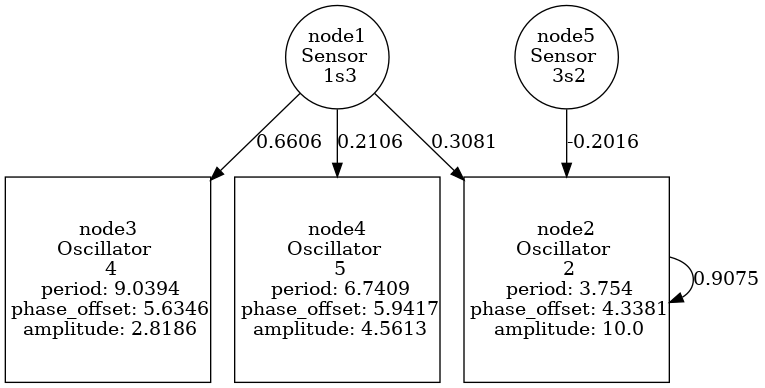 node1
Sensor
1s3
node5
Sensor
3s2
0.6606
0.2106
0.3081
-0.2016
node3
Oscillator
4
period: 9.0394
phase_offset: 5.6346
amplitude: 2.8186
node4
Oscillator
5
period: 6.7409
phase_offset: 5.9417
amplitude: 4.5613
node2
Oscillator
2
period: 3.754
phase_offset: 4.3381
amplitude: 10.0
0.9075